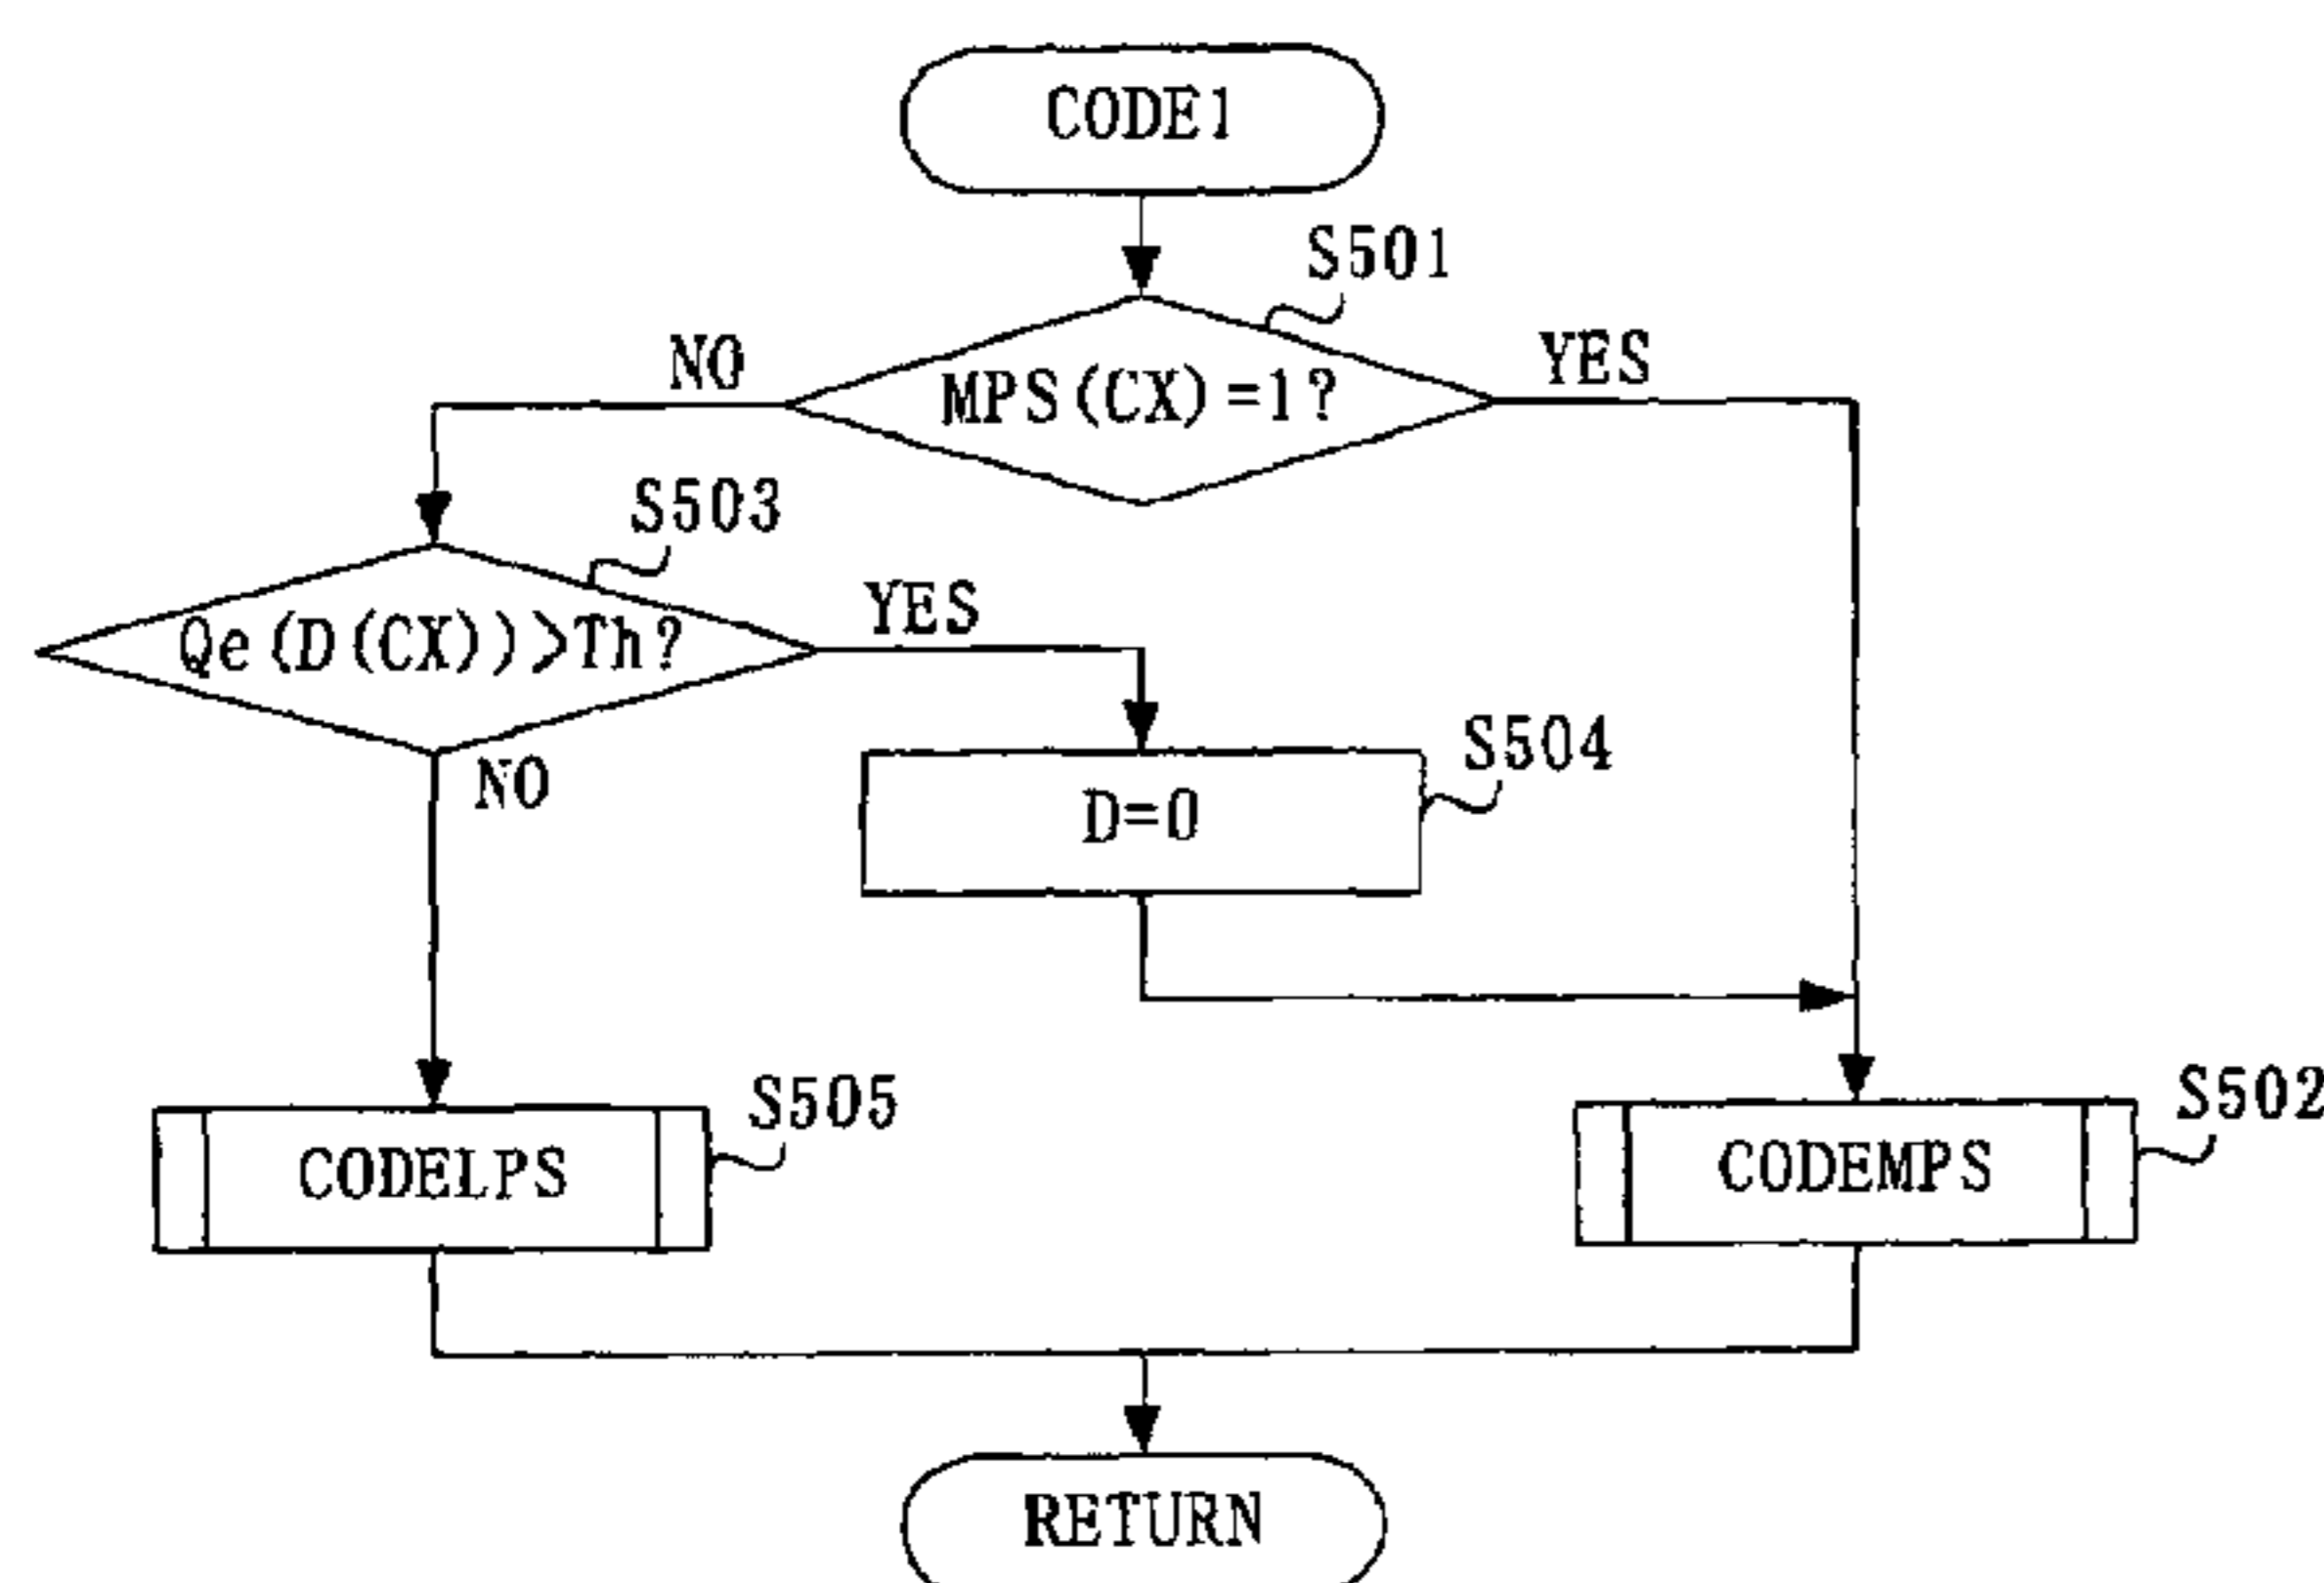 CODE1
S501
NO
MPS(CX)=1?
YES
S503
Qe(D(CX))>Th?
YES
NO
S504
D=0
S505
CODELPS
S502
CODEMPS
RETURN